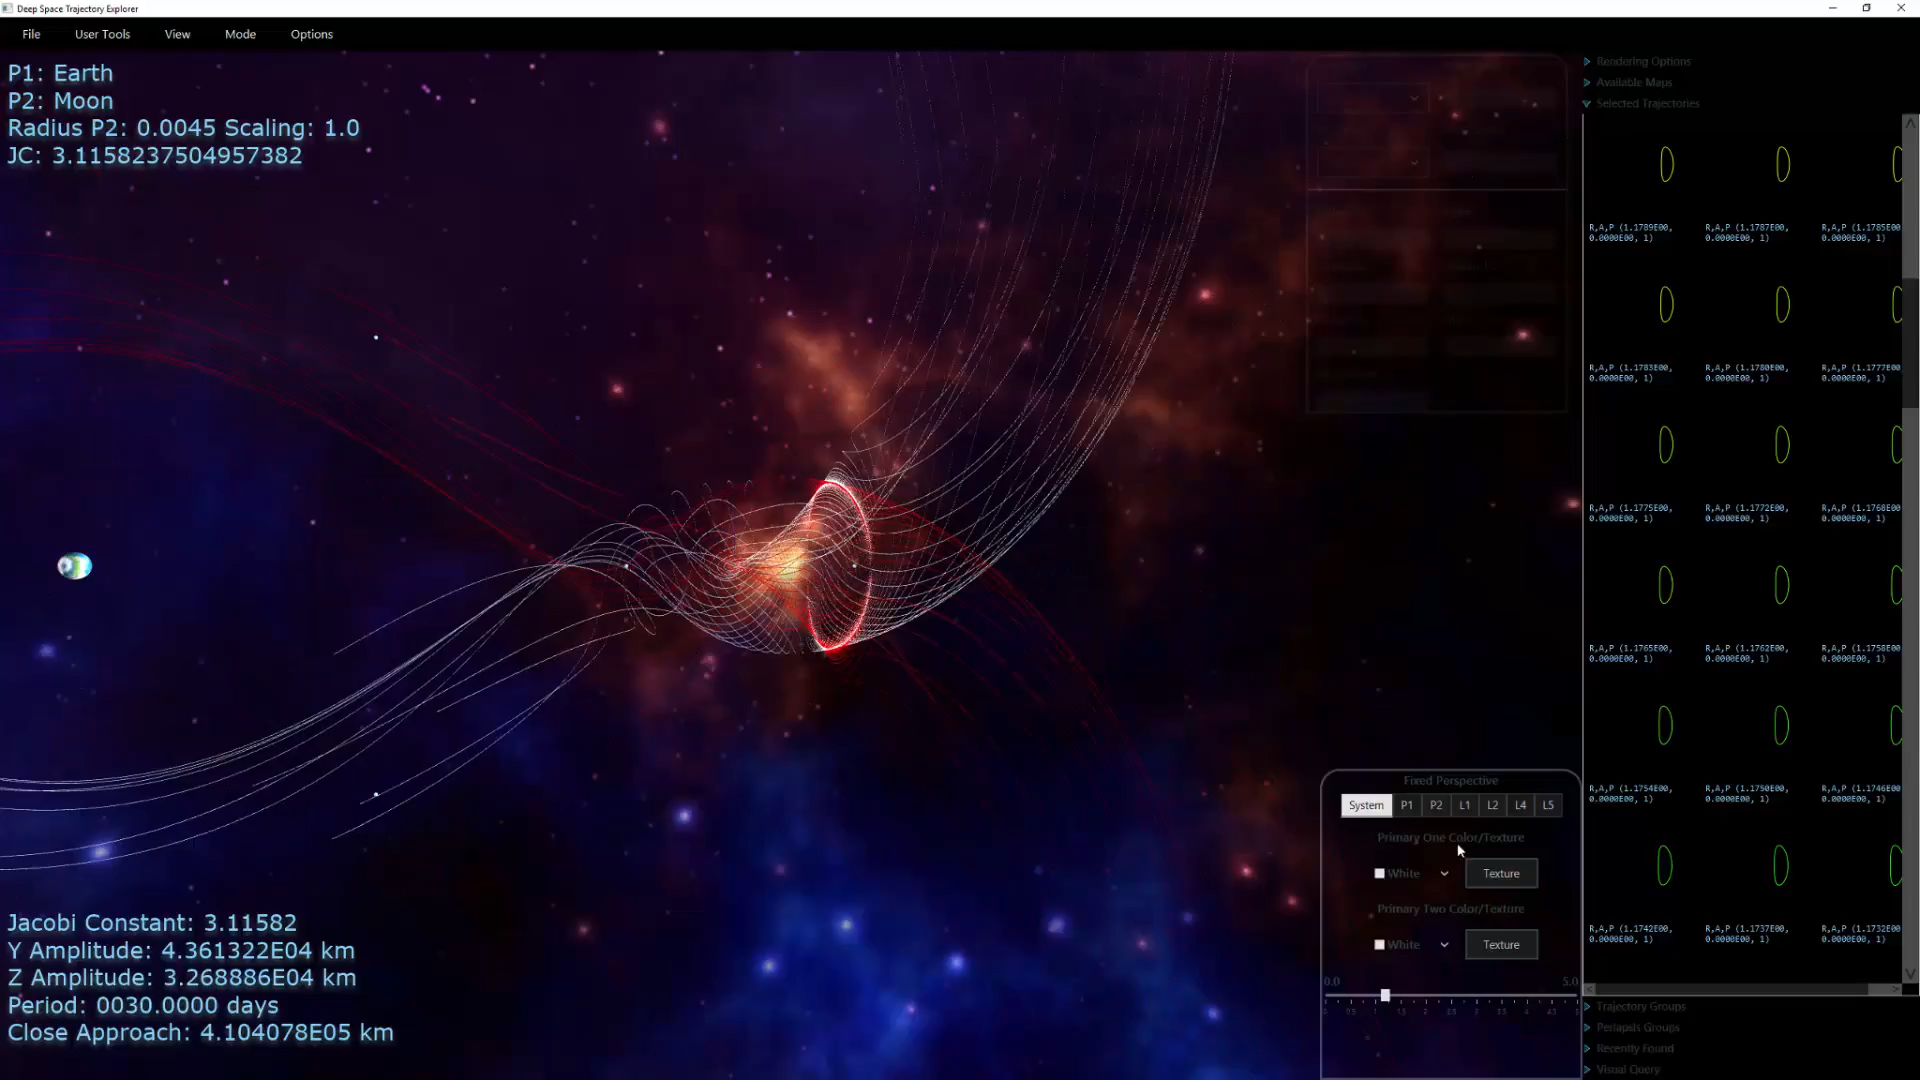 Deep Space Trajectory Explorer
File User Tools View Mode Options
P1: Earth
P2: Moon
Radius P2: 0.0045 Scaling: 1.0
JC: 3.1158237504957382
Rendering Options
Available Maps
Selected Trajectories
R,A,P (1.1789E00, 0.0000E00, 1)
R,A,P (1.1787E00, 0.0000E00, 1)
R,A,P (1.1785E00, 0.0000E00, 1)
R,A,P (1.1783E00, 0.0000E00, 1)
R,A,P (1.1780E00, 0.0000E00, 1)
R,A,P (1.1777E00, 0.0000E00, 1)
R,A,P (1.1775E00, 0.0000E00, 1)
R,A,P (1.1772E00, 0.0000E00, 1)
R,A,P (1.1768E00, 0.0000E00, 1)
R,A,P (1.1765E00, 0.0000E00, 1)
R,A,P (1.1762E00, 0.0000E00, 1)
R,A,P (1.1758E00, 0.0000E00, 1)
R,A,P (1.1754E00, 0.0000E00, 1)
R,A,P (1.1750E00, 0.0000E00, 1)
R,A,P (1.1746E00, 0.0000E00, 1)
R,A,P (1.1742E00, 0.0000E00, 1)
R,A,P (1.1737E00, 0.0000E00, 1)
R,A,P (1.1732E00, 0.0000E00, 1)
Trajectory Groups
Periapsis Groups
Recently Found
Visual Query
Fixed Perspective
System P1 P2 L1 L2 L4 L5
Primary One Color/Texture
White Texture
Primary Two Color/Texture
White Texture
0.0 5.0
Jacobi Constant: 3.11582
Y Amplitude: 4.361322E04 km
Z Amplitude: 3.268886E04 km
Period: 0030.0000 days
Close Approach: 4.104078E05 km